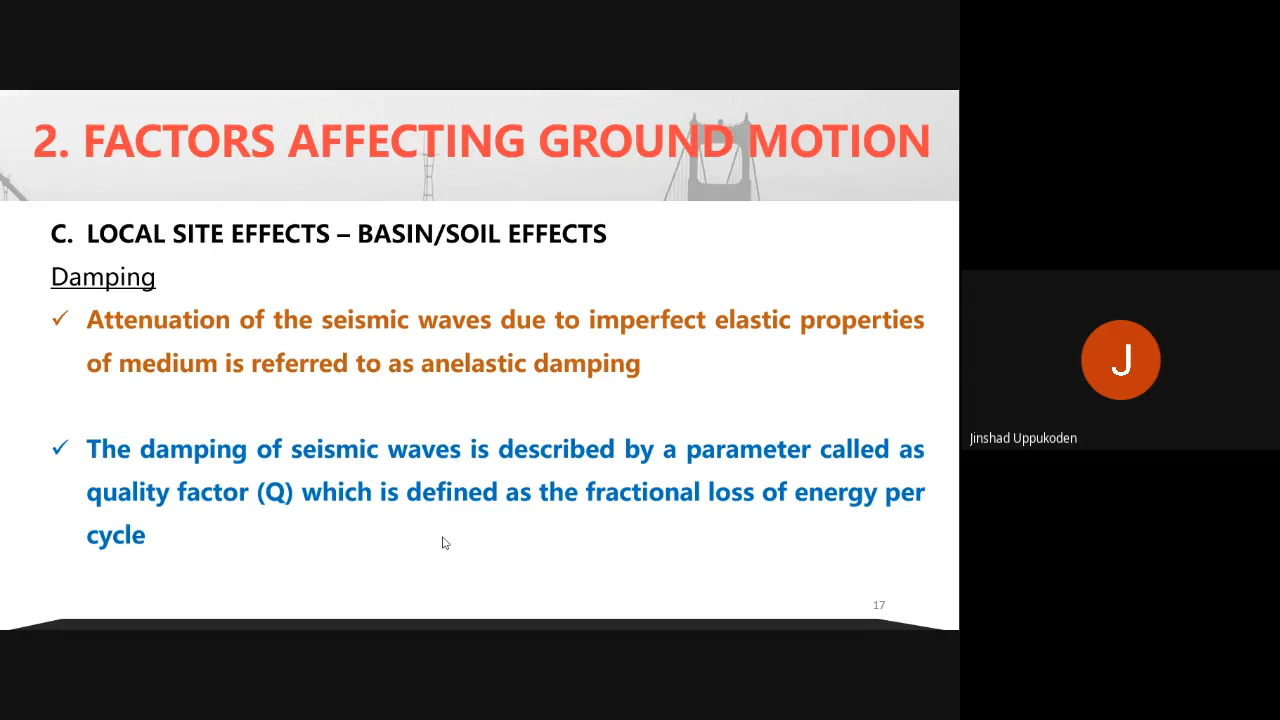 2. FACTORS AFFECTING GROUND MOTION
C. LOCAL SITE EFFECTS – BASIN/SOIL EFFECTS
Damping
✓ Attenuation of the seismic waves due to imperfect elastic properties
of medium is referred to as anelastic damping
✓ The damping of seismic waves is described by a parameter called as
quality factor (Q) which is defined as the fractional loss of energy per
cycle
17
J
Jinshad Uppukoden